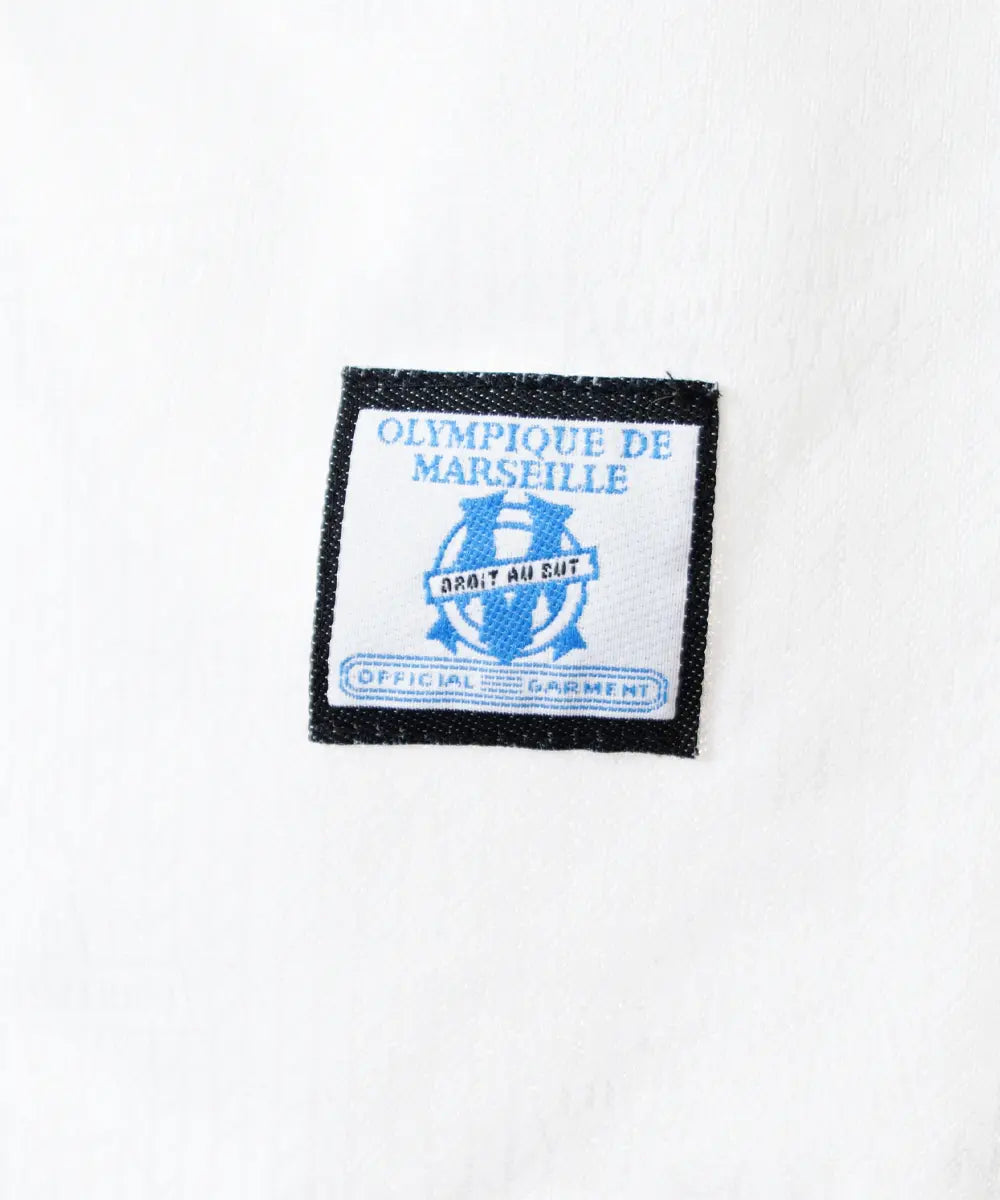 OLYMPIQUE DE
MARSEILLE
DROIT AU BUT
OFFICIAL GARMENT